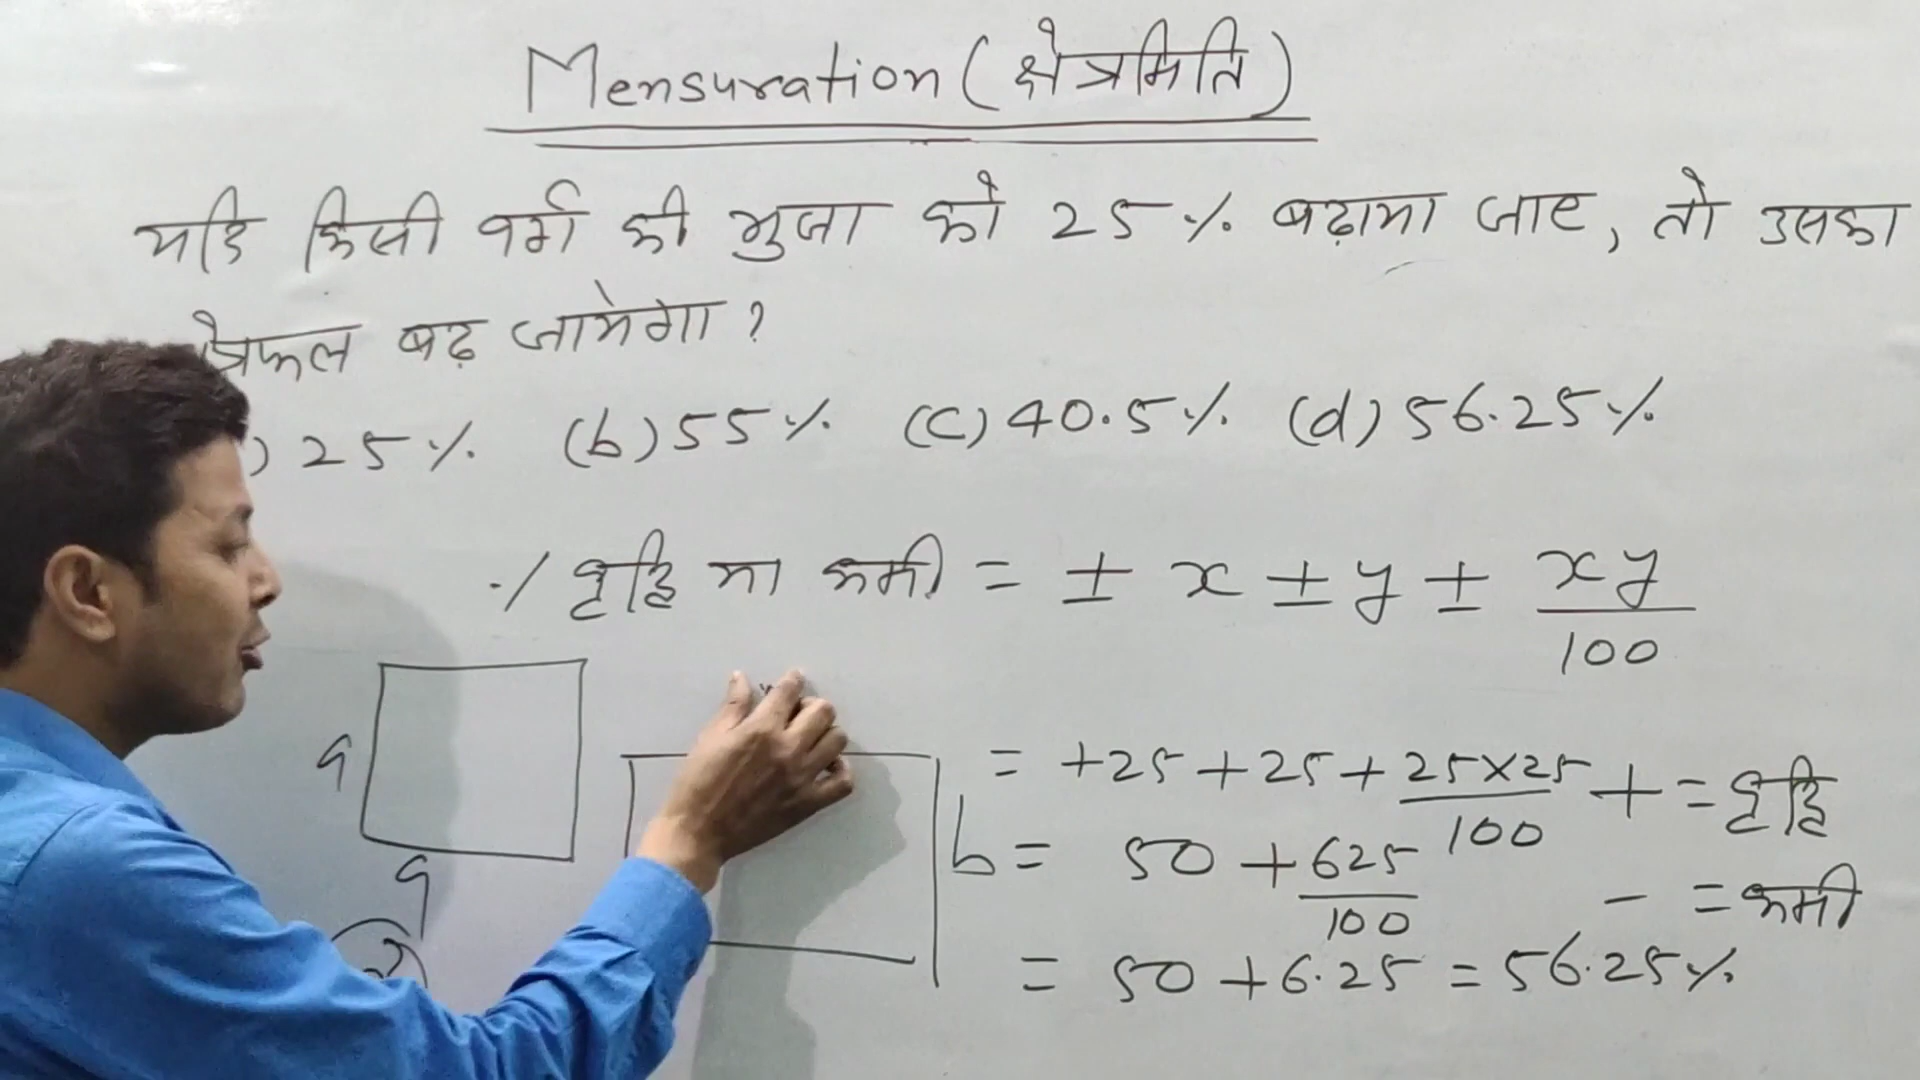 Mensuration (क्षेत्रमिति)
यदि किसी वर्ग की भुजा को 25% बढ़ाया जाए, तो उसका
त्रफल बढ़ जायेगा?
) 25% (b) 55% (c) 40.5% (d) 56.25%
% वृद्धि या कमी = ± x ± y ± xy/100
a
a
b
= +25 + 25 + 25×25/100
+ = वृद्धि
= 50 + 625/100
- = कमी
= 50 + 6.25 = 56.25%